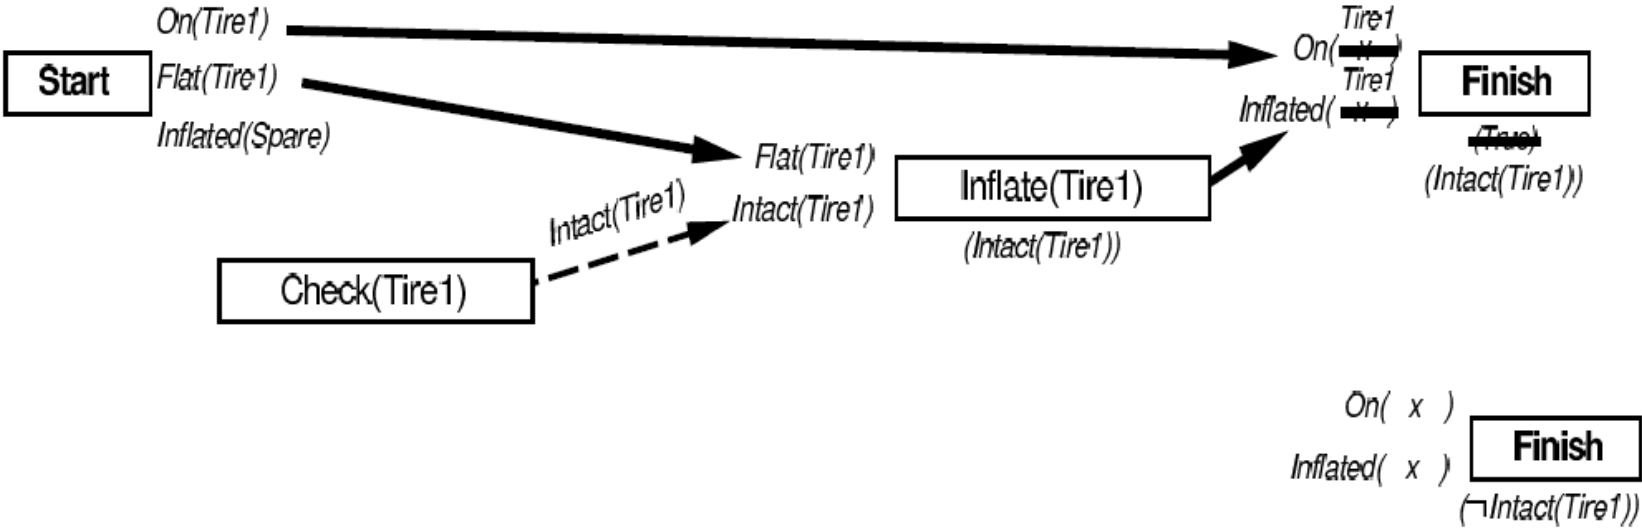 On(Tire1)
Start
Flat(Tire1)
Inflated(Spare)
Tire1
On( x )
Tire1
Inflated( x )
Finish
(True)
(Intact(Tire1))
Flat(Tire1)
Intact(Tire1)
Intact(Tire1)
Inflate(Tire1)
(Intact(Tire1))
Check(Tire1)
On( x )
Inflated( x )
Finish
(¬Intact(Tire1))